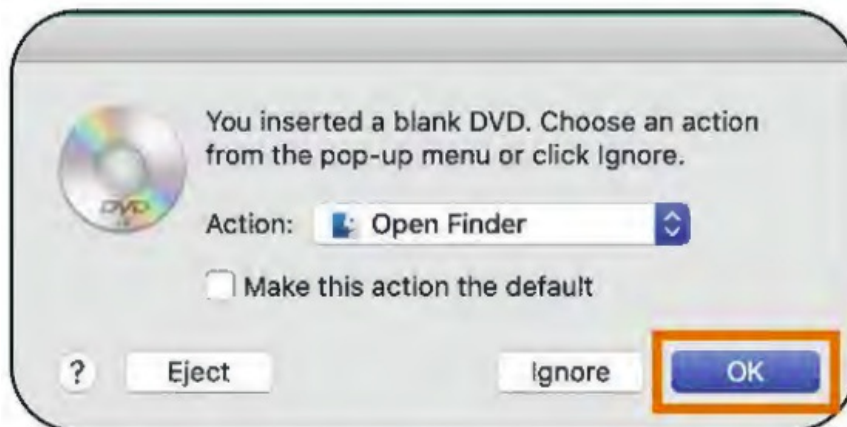 You inserted a blank DVD. Choose an action
from the pop-up menu or click Ignore.
DVD
Action: Open Finder
Make this action the default
? Eject Ignore OK